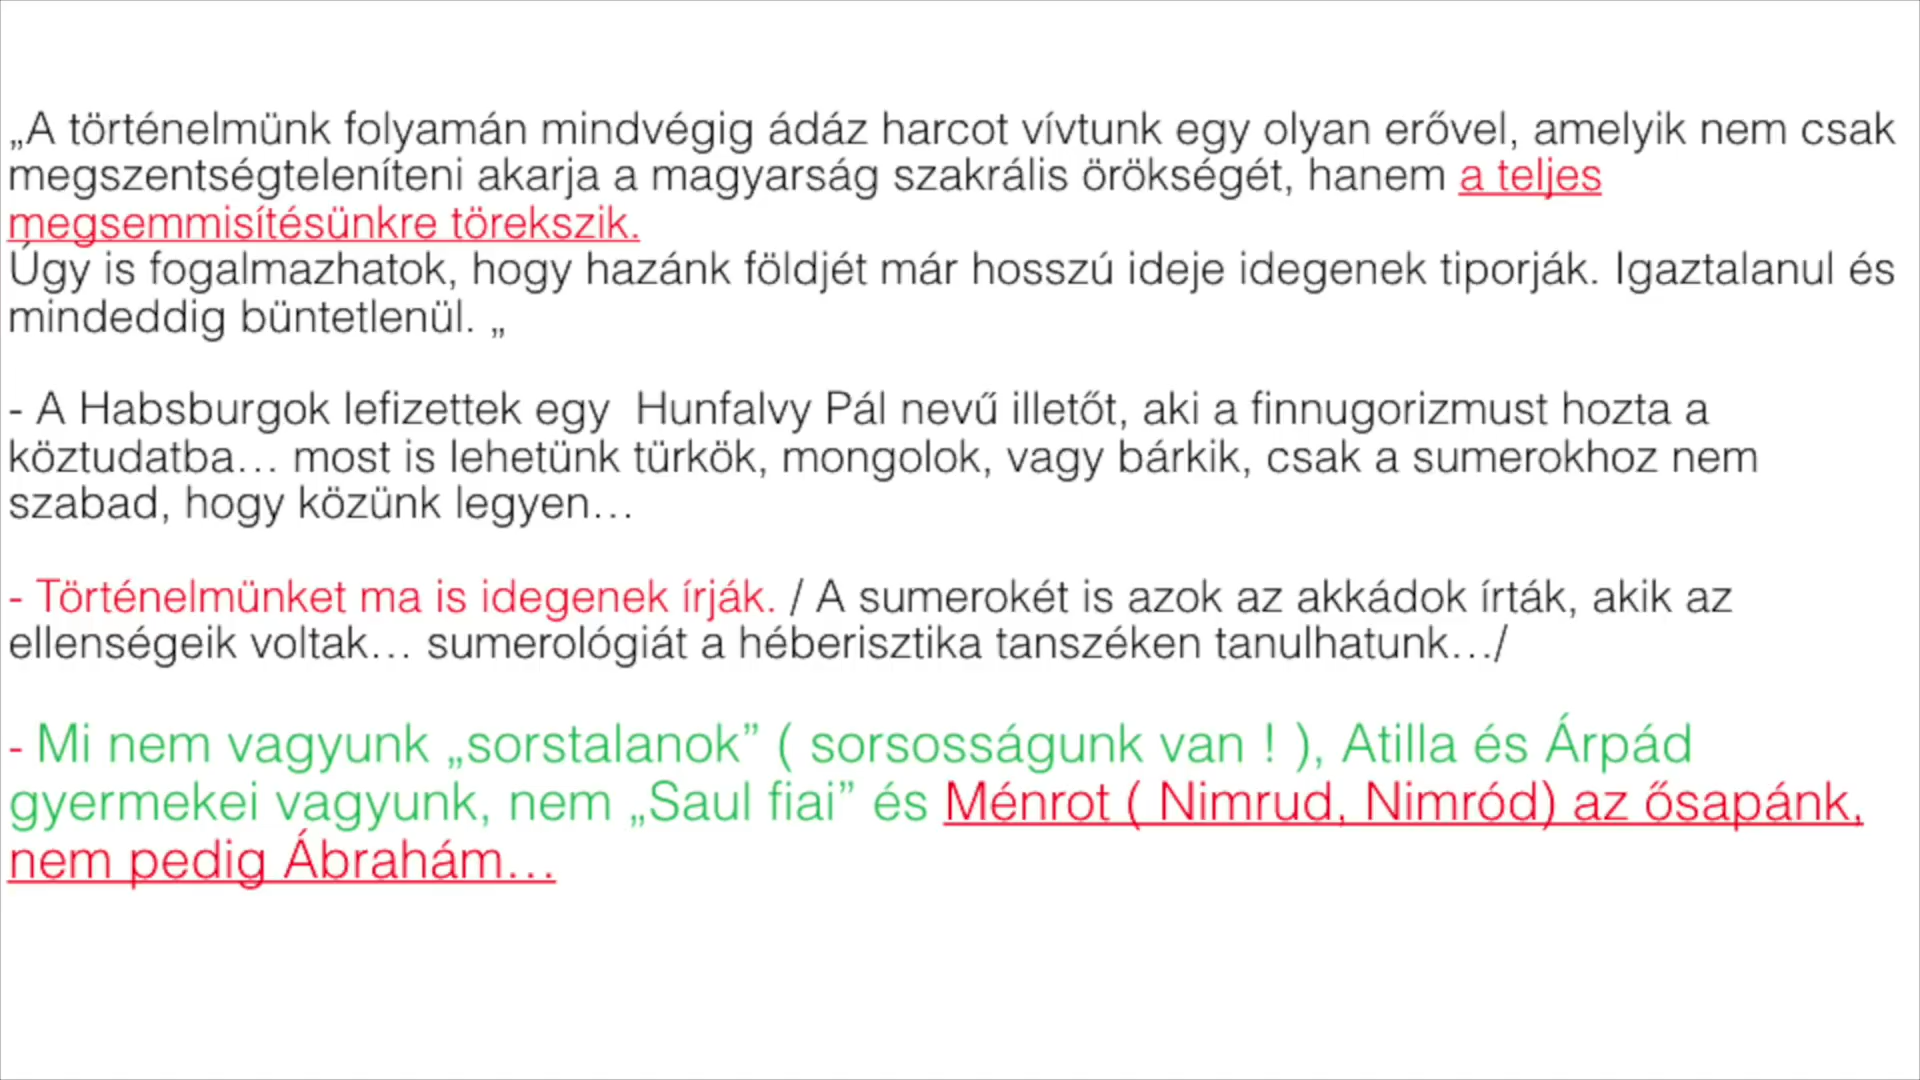 „A történelmünk folyamán mindvégig ádáz harcot vívtunk egy olyan erővel, amelyik nem csak
megszentségteleníteni akarja a magyarság szakrális örökségét, hanem a teljes
megsemmisítésünkre törekszik.
Úgy is fogalmazhatok, hogy hazánk földjét már hosszú ideje idegenek tiporják. Igaztalanul és
mindeddig büntetlenül. „
- A Habsburgok lefizettek egy  Hunfalvy Pál nevű illetőt, aki a finnugorizmust hozta a
köztudatba… most is lehetünk türkök, mongolok, vagy bárkik, csak a sumerokhoz nem
szabad, hogy közünk legyen…
- Történelmünket ma is idegenek írják. / A sumerokét is azok az akkádok írták, akik az
ellenségeik voltak… sumerológiát a héberisztika tanszéken tanulhatunk…/
- Mi nem vagyunk „sorstalanok” ( sorsosságunk van ! ), Atilla és Árpád
gyermekei vagyunk, nem „Saul fiai” és Ménrot ( Nimrud, Nimród) az ősapánk,
nem pedig Ábrahám…